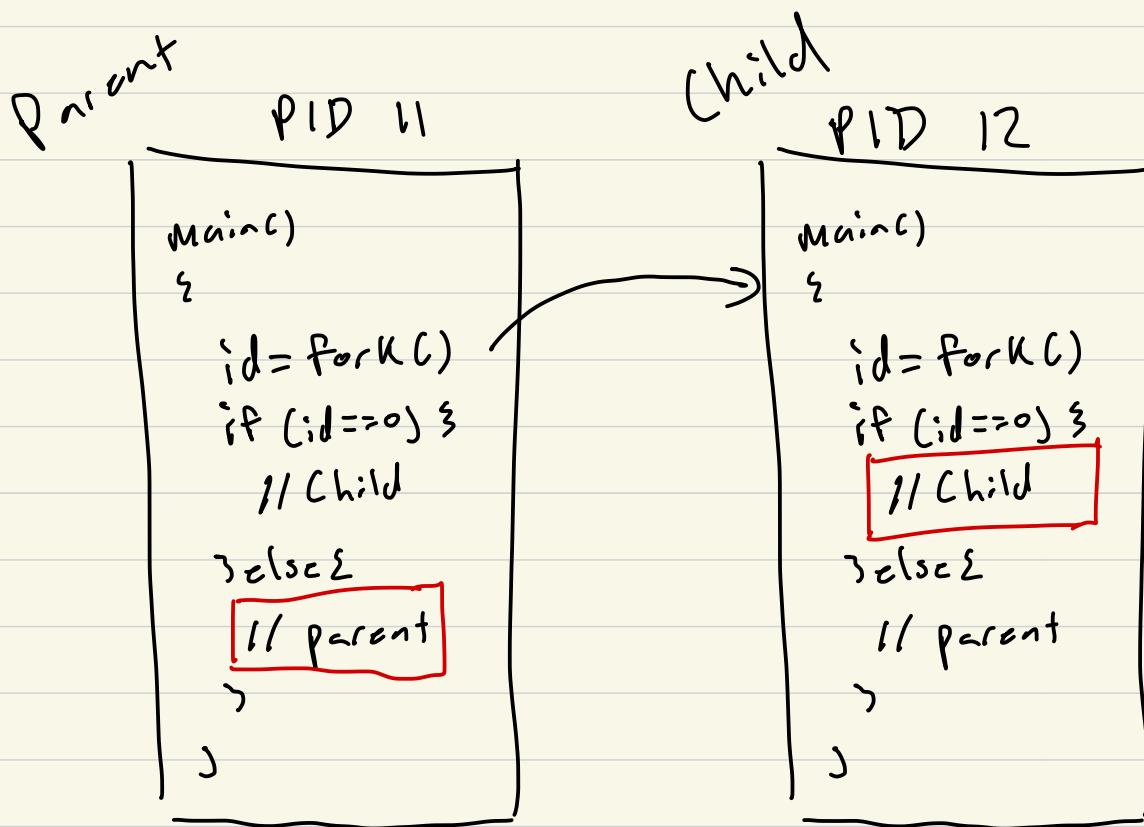 Parent
PID 11
main()
{
id=fork()
if (id==0) {
// Child
}else{
// parent
}
}
Child
PID 12
main()
{
id=fork()
if (id==0) {
// Child
}else{
// parent
}
}